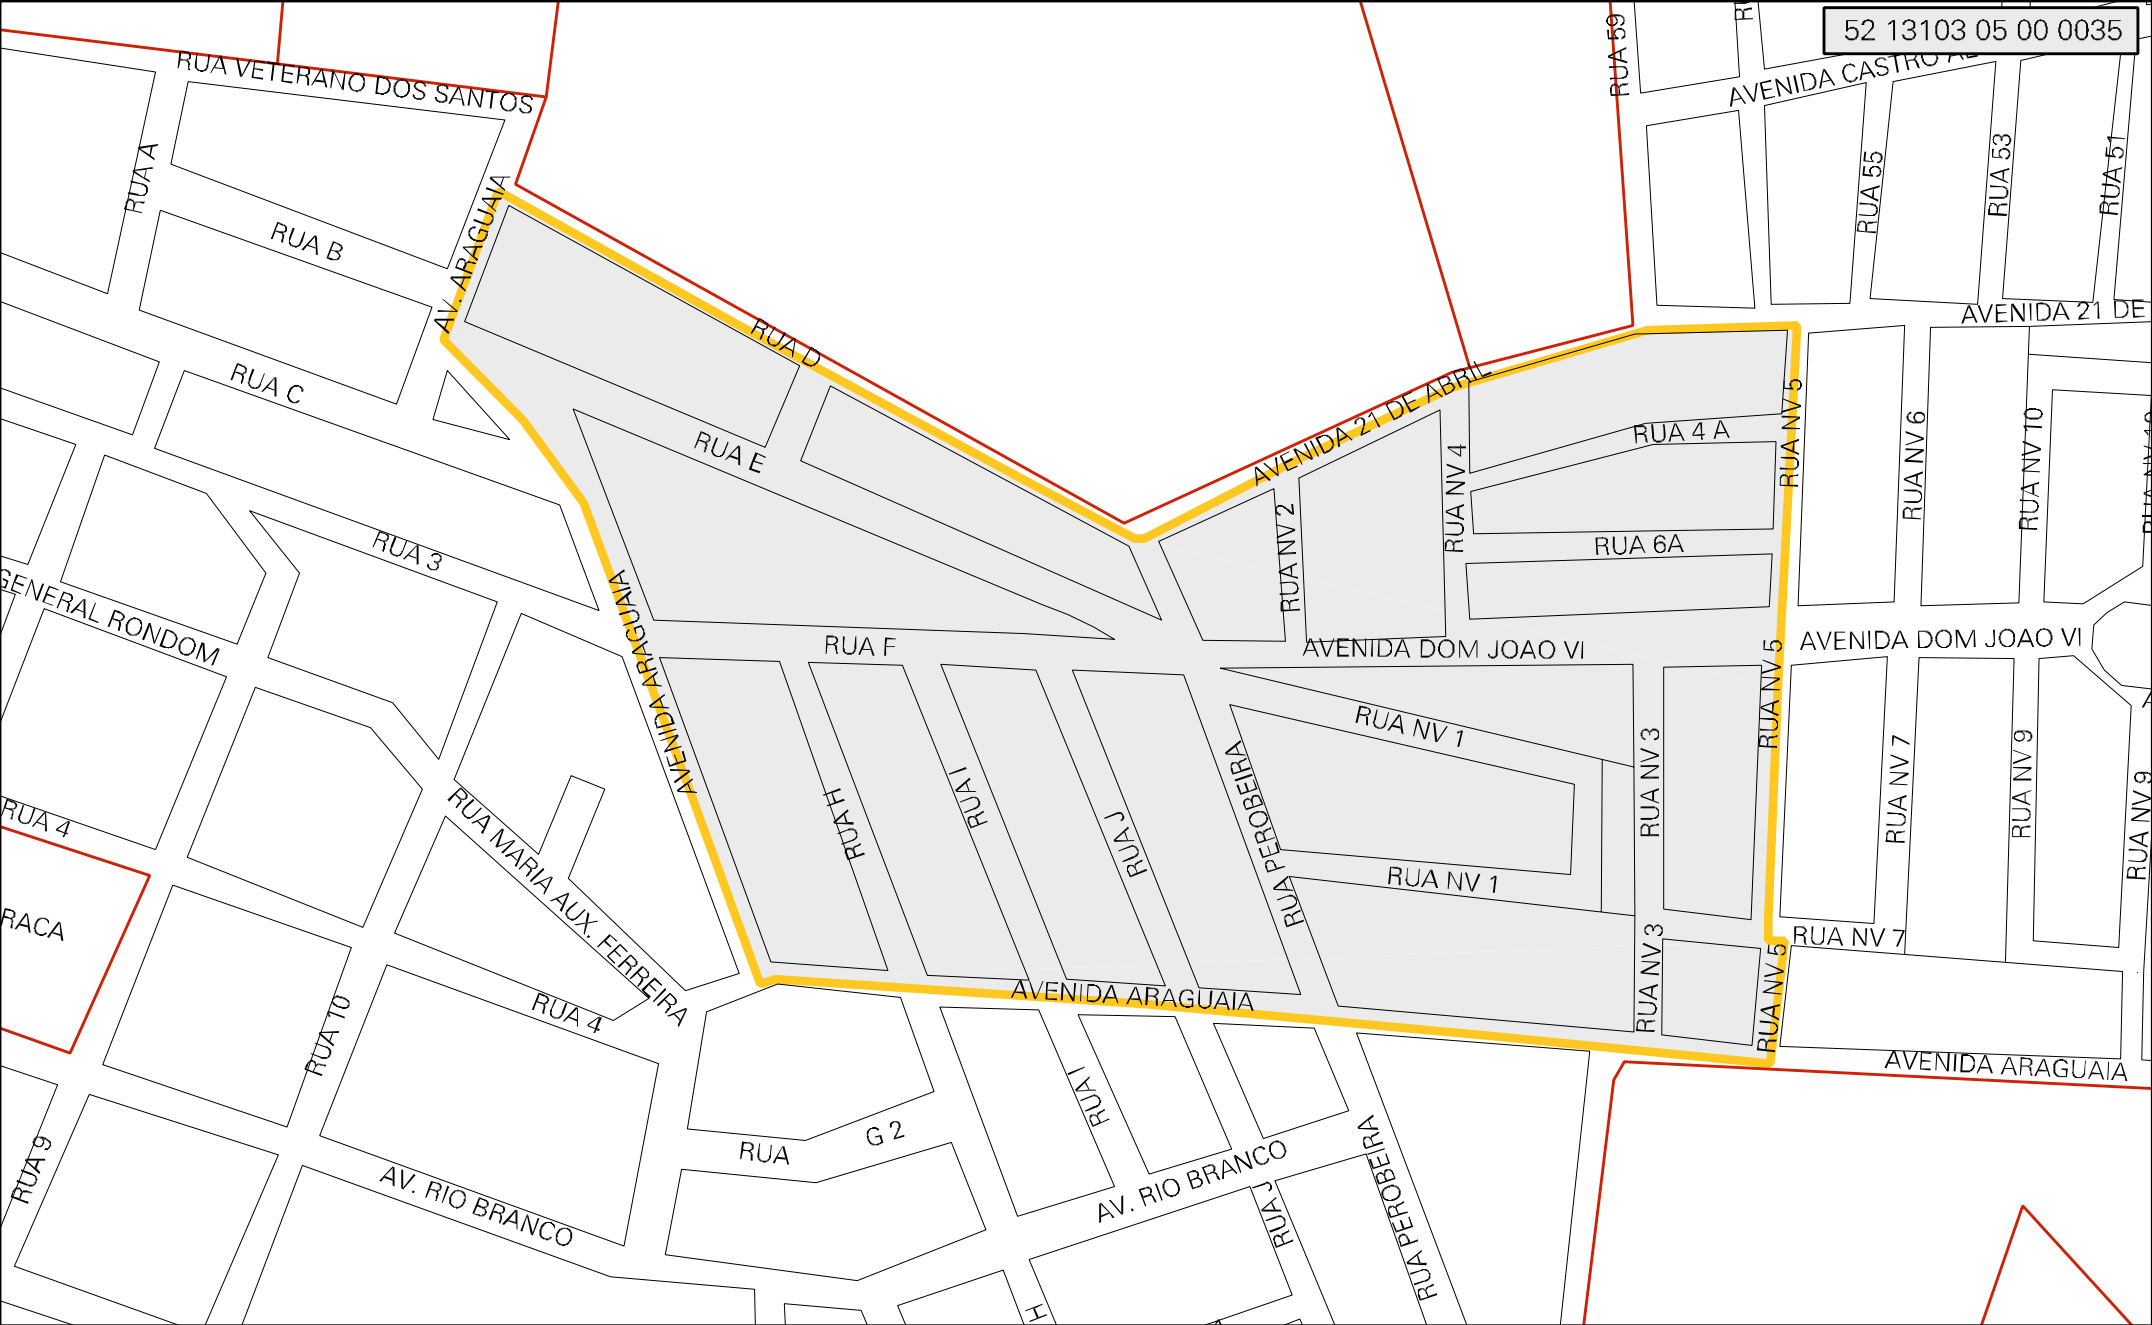 52 13103 05 00 0035
RUA 59
AVENIDA CASTRO
RUA VETERANO DOS SANTOS
RUA A
RUA B
AV. ARAGUAIA
RUA 55
RUA 53
RUA 51
AVENIDA 21 DE
RUA D
RUA C
RUA E
AVENIDA 21 DE ABRIL
RUA NV 5
RUA 4 A
RUA NV 4
RUA NV 6
RUA NV 10
RUA NV 2
RUA 6A
RUA 3
GENERAL RONDOM
AVENIDA ARAGUAIA
RUA F
AVENIDA DOM JOAO VI
AVENIDA DOM JOAO VI
RUA NV 5
RUA NV 1
RUA NV 3
RUA NV 7
RUA NV 9
RUA NV 9
RUA H
RUA I
RUA J
RUA PEROBEIRA
RUA NV 1
RUA 4
RUA MARIA AUX. FERREIRA
RACA
RUA NV 7
RUA NV 3
RUA NV 5
AVENIDA ARAGUAIA
RUA 4
RUA 10
AVENIDA ARAGUAIA
RUA I
RUA G 2
RUA 9
AV. RIO BRANCO
AV. RIO BRANCO
RUA J
RUA PEROBEIRA
H